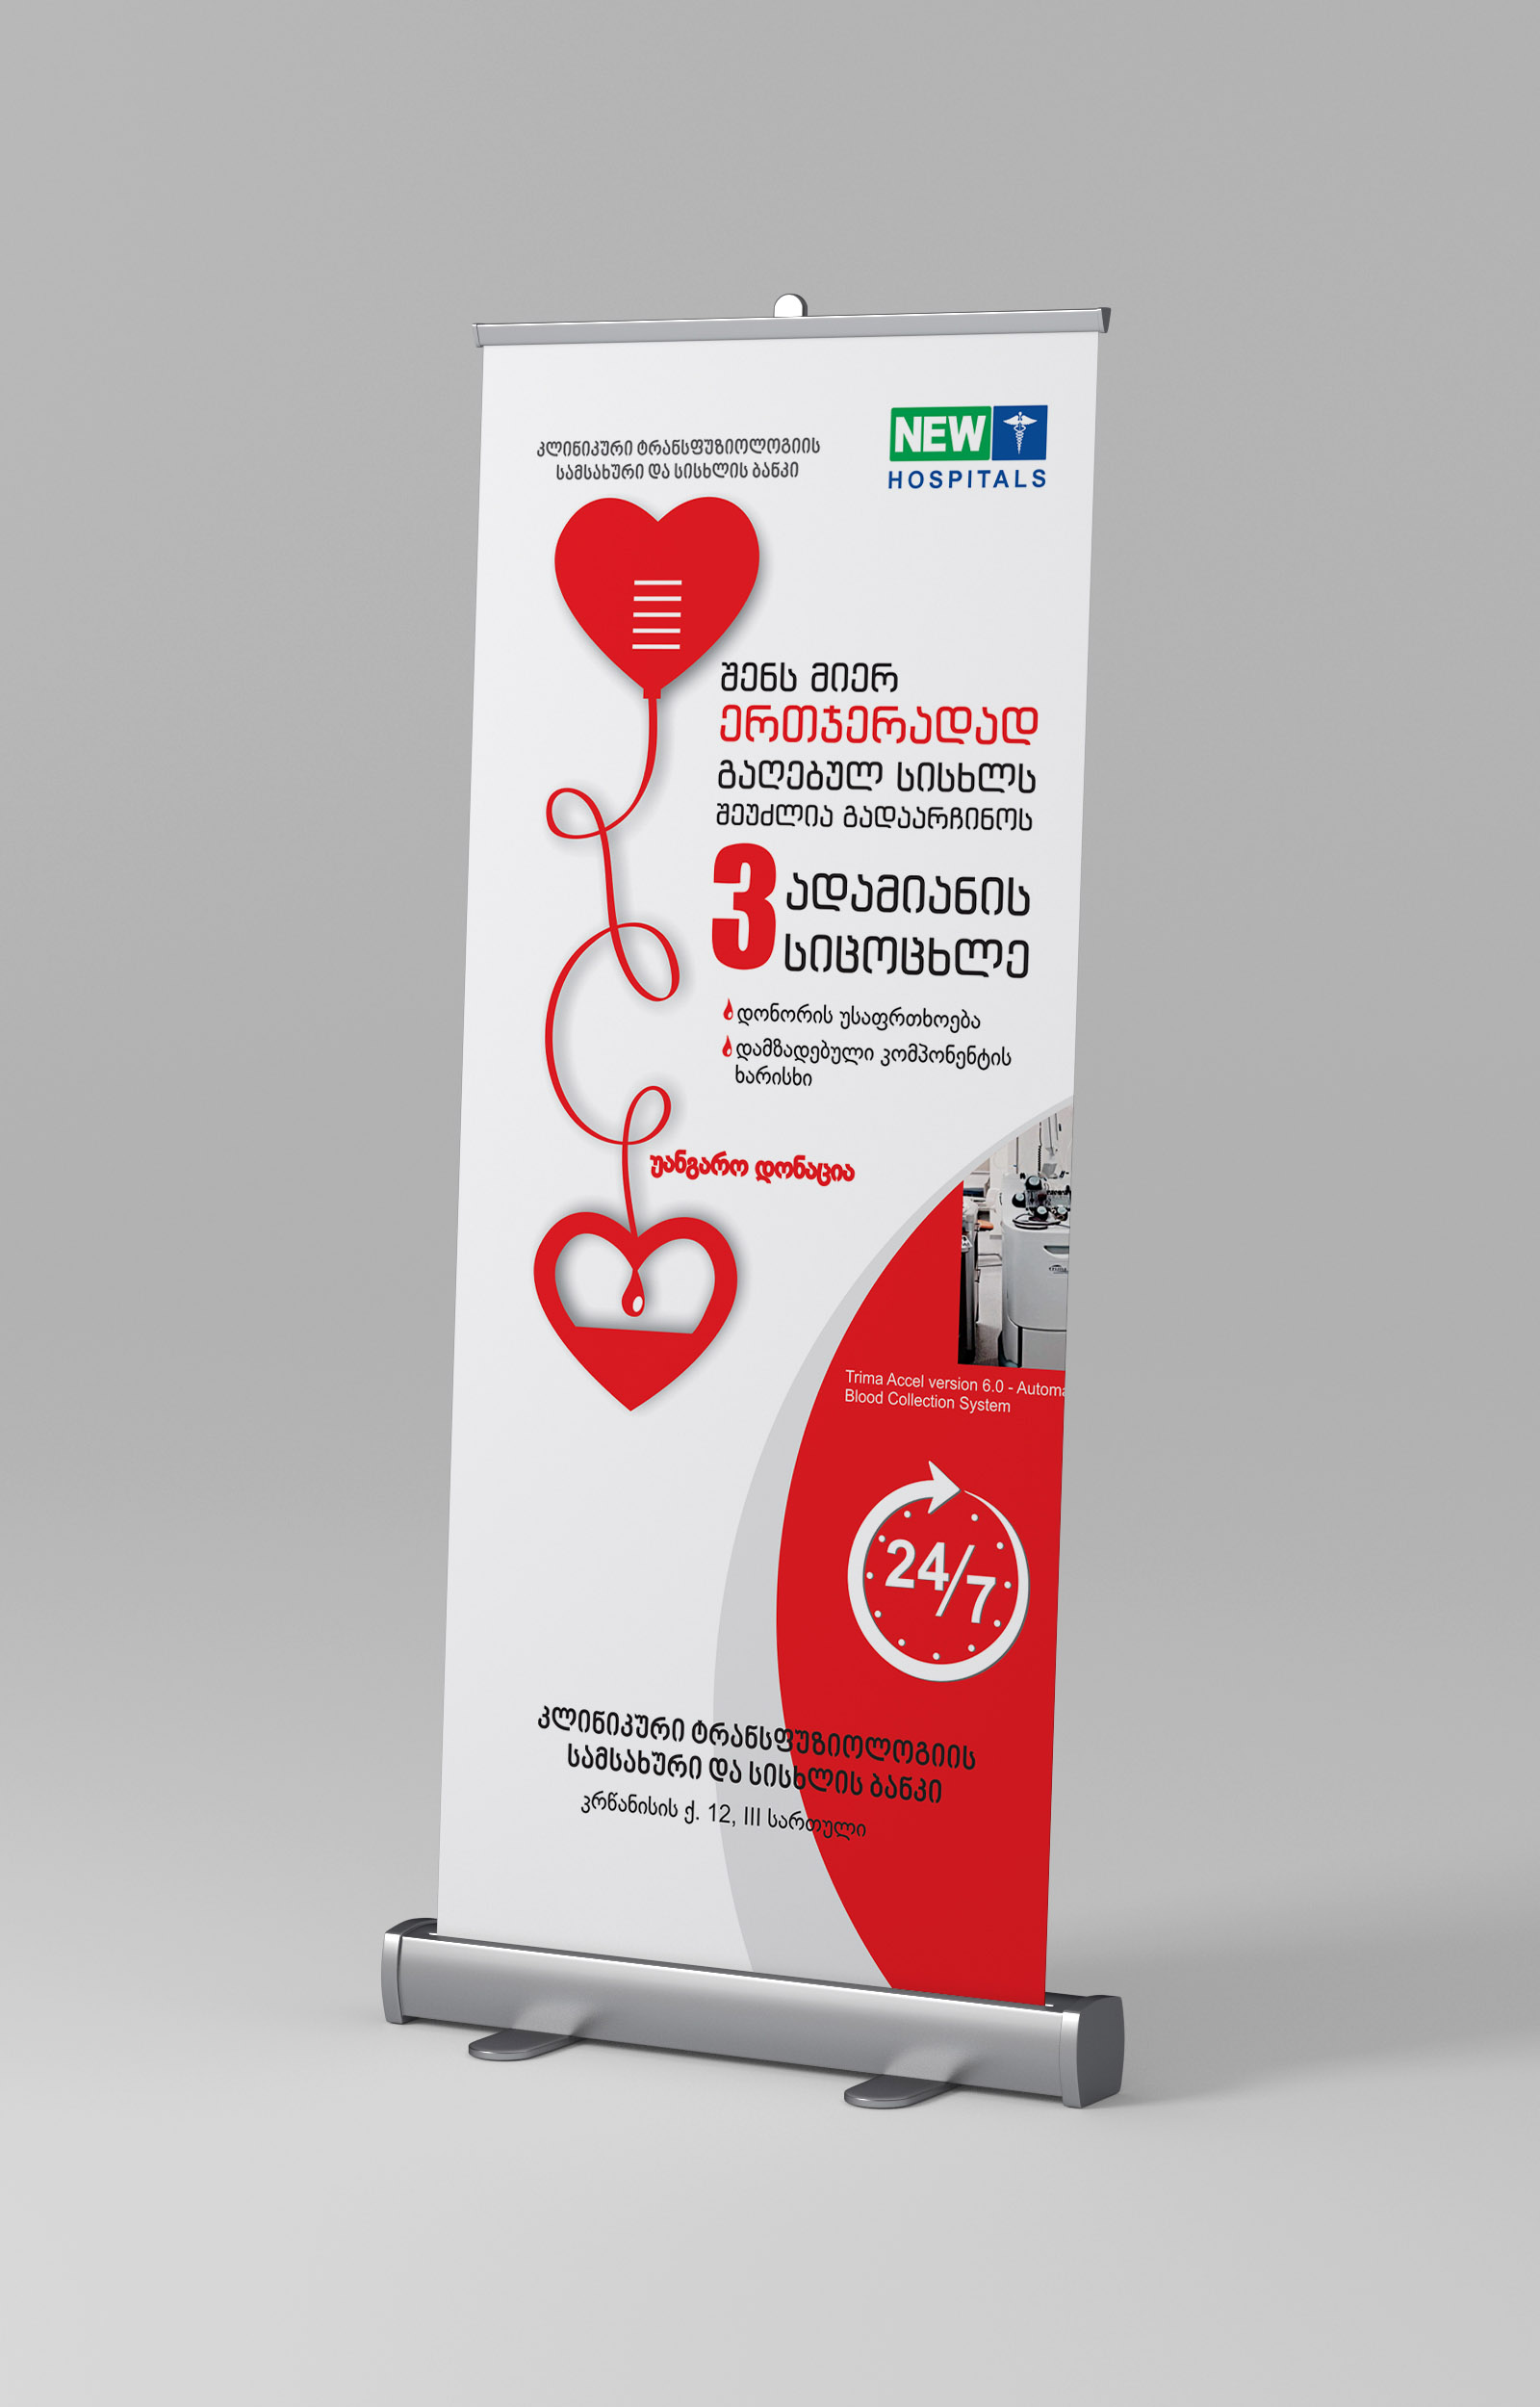 კლინიკური ტრანსფუზიოლოგიის
სამსახური და სისხლის ბანკი
NEW
HOSPITALS
შენს მიერ
ერთჯერადად
გაღებულ სისხლს
შეუძლია გადაარჩინოს
3 ადამიანის
სიცოცხლე
დონორის უსაფრთხოება
დამზადებული კომპონენტის
ხარისხი
უანგარო დონაცია
Trima Accel version 6.0 - Automa
Blood Collection System
24/7
კლინიკური ტრანსფუზიოლოგიის
სამსახური და სისხლის ბანკი
კრწანისის ქ. 12, III სართული